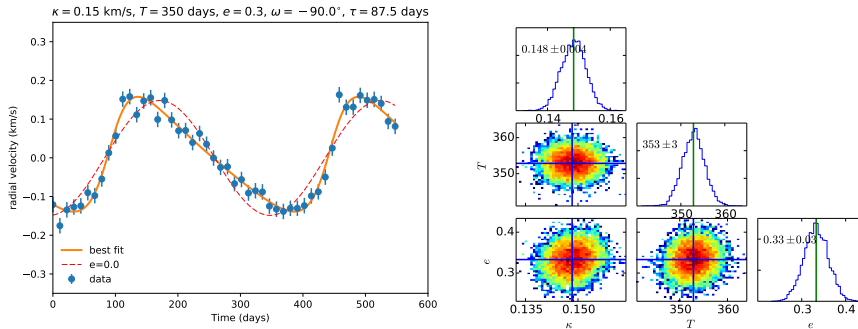 κ = 0.15 km/s, T = 350 days, e = 0.3, ω = −90.0°, τ = 87.5 days
radial velocity (km/s)
0.3
0.2
0.1
0.0
−0.1
−0.2
−0.3
best fit
e=0.0
data
0 100 200 300 400 500 600
Time (days)
0.148±0.004
0.14 0.16
T
360
350
353±3
350 360
e
0.4
0.3
0.33±0.03
0.135 0.150
350 360
0.3 0.4
κ
T
e